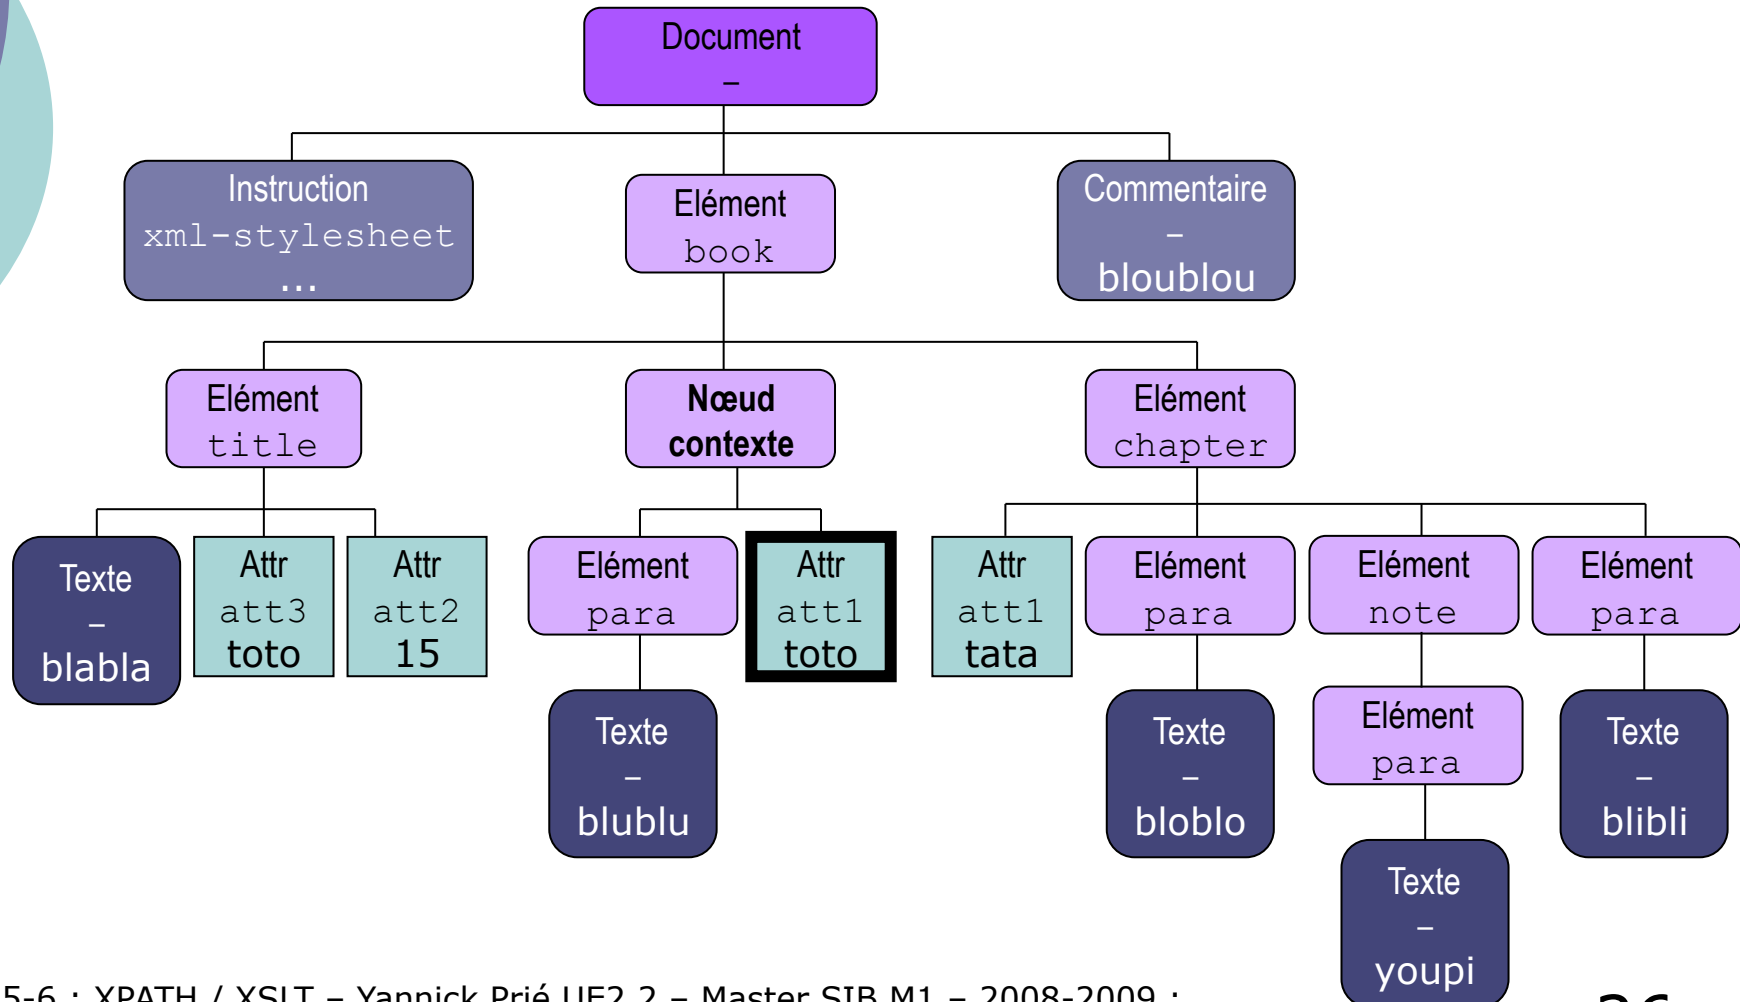 Document
–
Instruction
xml-stylesheet
...
Elément
book
Commentaire
–
bloublou
Elément
title
Nœud
contexte
Elément
chapter
Texte
–
blabla
Attr
att3
toto
Attr
att2
15
Elément
para
Attr
att1
toto
Attr
att1
tata
Elément
para
Elément
note
Elément
para
Texte
–
blublu
Texte
–
bloblo
Elément
para
Texte
–
blibli
Texte
–
youpi
5-6 : XPATH / XSLT – Yannick Prié UE2.2 – Master SIB M1 – 2008-2009 :